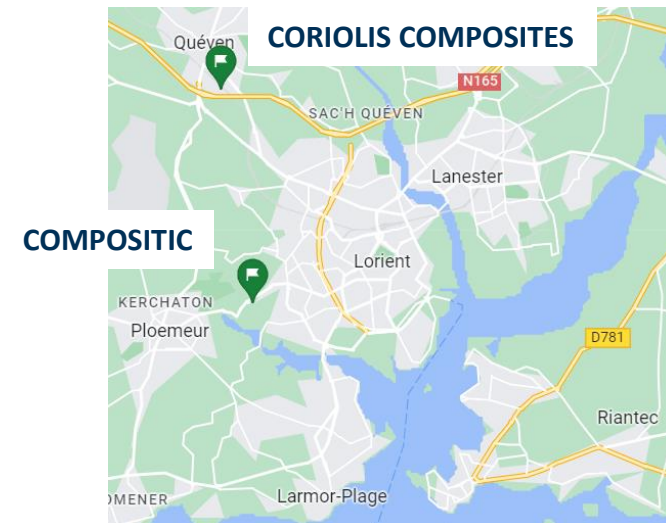 CORIOLIS COMPOSITES
Quéven
N165
SAC'H QUÉVEN
Lanester
COMPOSITIC
Lorient
KERCHATON
Ploemeur
D781
Riantec
OMENER
Larmor-Plage